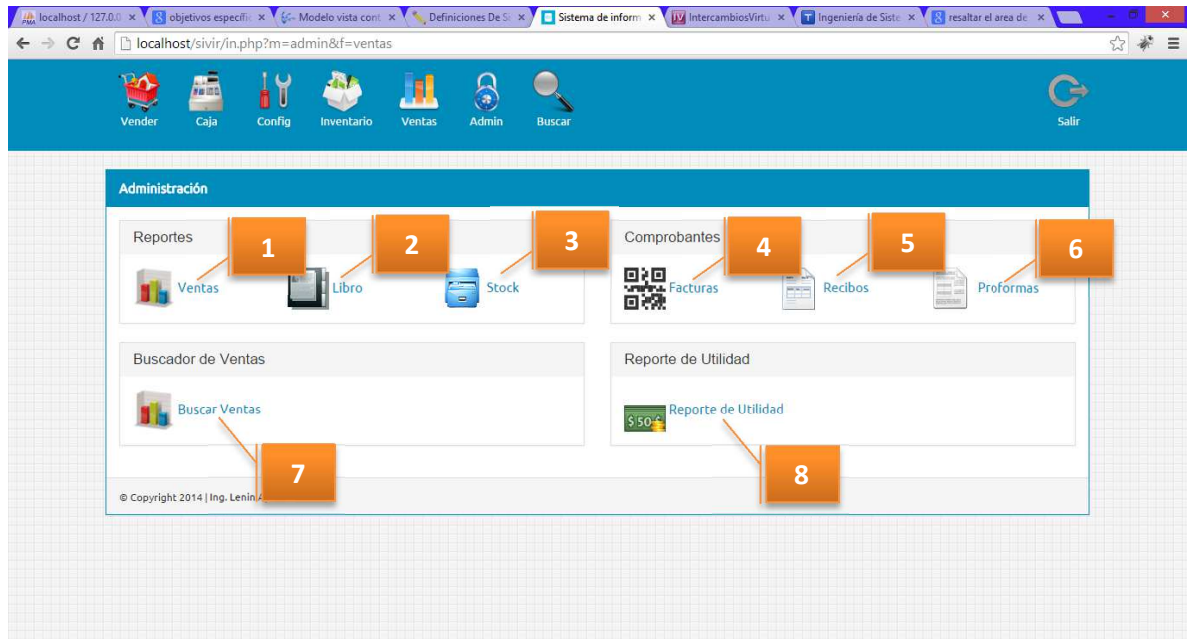 localhost / 127.0.0
objetivos específic
Modelo vista cont
Definiciones De Si
Sistema de inform
IntercambiosVirtu
Ingeniería de Siste
resaltar el area de
localhost/sivir/in.php?m=admin&f=ventas
Vender Caja Config Inventario Ventas Admin Buscar Salir
Administración
Reportes
1 2 3
Ventas Libro Stock
Comprobantes
4 5 6
Facturas Recibos Proformas
Buscador de Ventas
Buscar Ventas
7
Reporte de Utilidad
$ 50
Reporte de Utilidad
8
© Copyright 2014 | Ing. Lenin